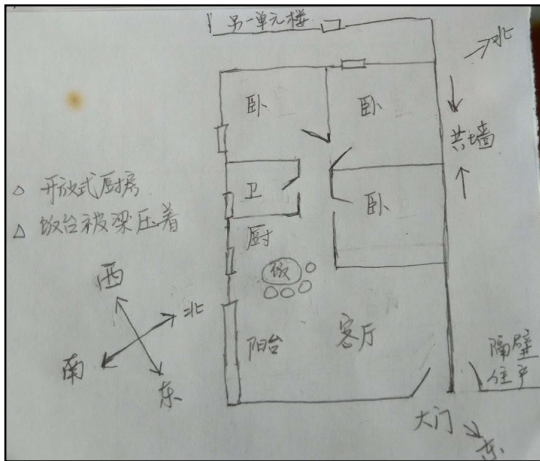 另一单元楼
北
卧
卧
共墙
卫
卧
△ 开放式厨房
△ 饭台被梁压着
厨
饭
西
北
南
东
阳台
客厅
隔壁
住户
大门
东